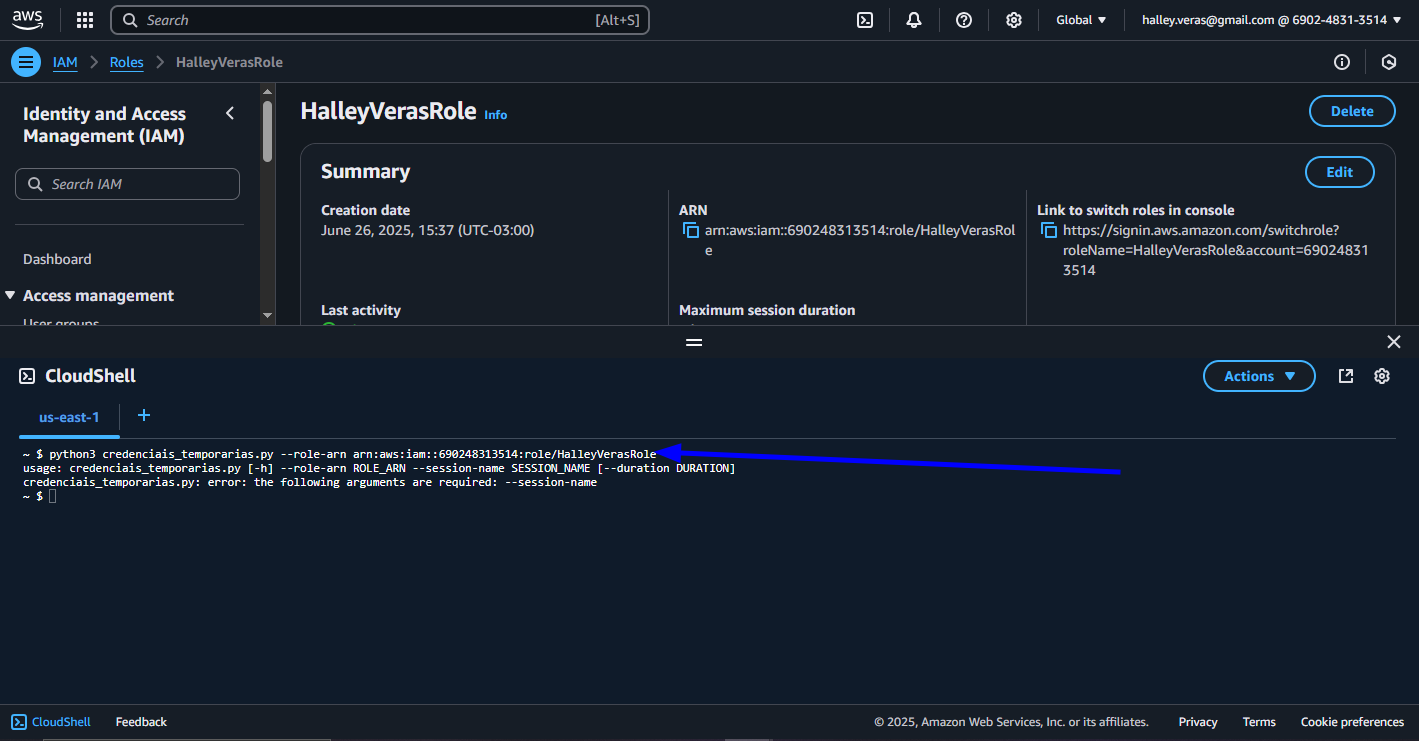 aws
Search [Alt+S]
Global
halley.veras@gmail.com @ 6902-4831-3514
IAM
Roles
HalleyVerasRole
Identity and Access
Management (IAM)
Search IAM
Dashboard
Access management
User groups
HalleyVerasRole Info
Delete
Summary
Edit
Creation date
June 26, 2025, 15:37 (UTC-03:00)
ARN
arn:aws:iam::690248313514:role/HalleyVerasRol
e
Link to switch roles in console
https://signin.aws.amazon.com/switchrole?
roleName=HalleyVerasRole&account=69024831
3514
Last activity
Maximum session duration
CloudShell
Actions
us-east-1
~ $ python3 credenciais_temporarias.py --role-arn arn:aws:iam::690248313514:role/HalleyVerasRole
usage: credenciais_temporarias.py [-h] --role-arn ROLE_ARN --session-name SESSION_NAME [--duration DURATION]
credenciais_temporarias.py: error: the following arguments are required: --session-name
~ $
CloudShell
Feedback
© 2025, Amazon Web Services, Inc. or its affiliates.
Privacy
Terms
Cookie preferences